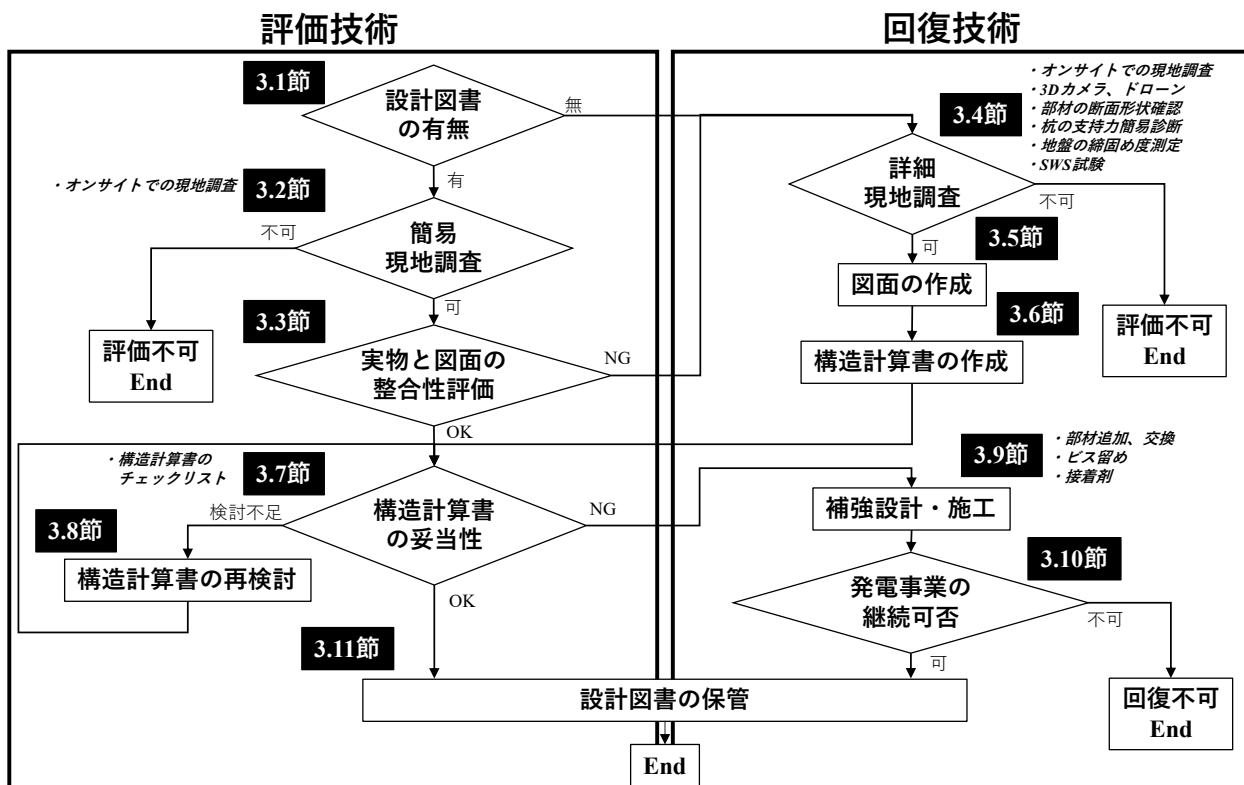 評価技術
回復技術
3.1節
設計図書
の有無
無
有
・オンサイトでの現地調査
3.2節
不可
簡易
現地調査
可
評価不可
End
3.3節
実物と図面の
整合性評価
NG
OK
3.4節
・オンサイトでの現地調査
・3Dカメラ、ドローン
・部材の断面形状確認
・杭の支持力簡易診断
・地盤の締固め度測定
・SWS試験
詳細
現地調査
不可
可
3.5節
図面の作成
3.6節
構造計算書の作成
評価不可
End
・構造計算書の
チェックリスト
3.7節
検討不足
構造計算書
の妥当性
NG
OK
3.8節
構造計算書の再検討
3.9節
・部材追加、交換
・ビス留め
・接着剤
補強設計・施工
3.10節
発電事業の
継続可否
不可
可
回復不可
End
3.11節
設計図書の保管
End